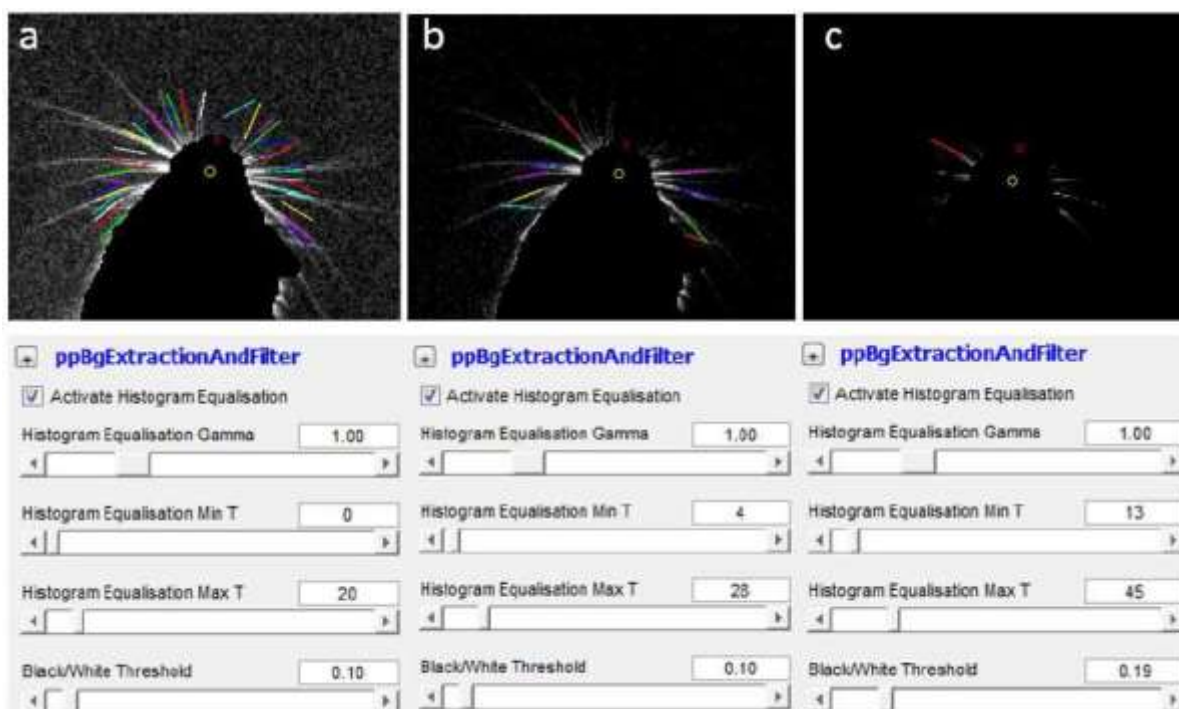 a
b
c
ppBgExtractionAndFilter
Activate Histogram Equalisation
Histogram Equalisation Gamma 1.00
Histogram Equalisation Min T 0
Histogram Equalisation Max T 20
Black/White Threshold 0.10
ppBgExtractionAndFilter
Activate Histogram Equalisation
Histogram Equalisation Gamma 1.00
Histogram Equalisation Min T 4
Histogram Equalisation Max T 28
Black/White Threshold 0.10
ppBgExtractionAndFilter
Activate Histogram Equalisation
Histogram Equalisation Gamma 1.00
Histogram Equalisation Min T 13
Histogram Equalisation Max T 45
Black/White Threshold 0.19